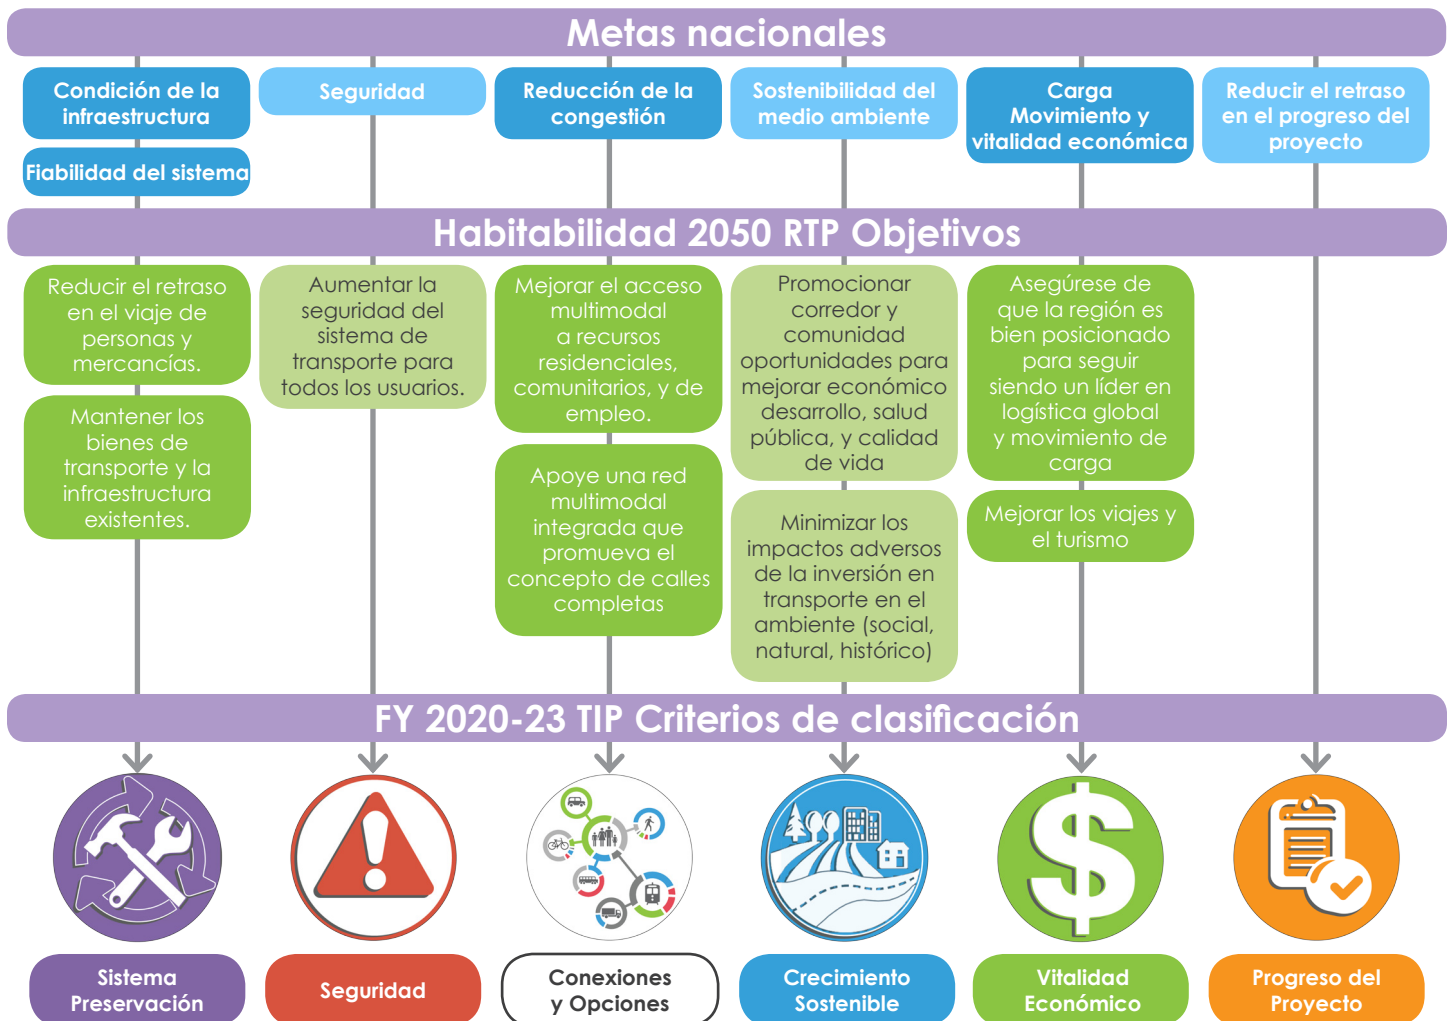 Metas nacionales
Condición de la
infraestructura
Fiabilidad del sistema
Seguridad
Reducción de la
congestión
Sostenibilidad del
medio ambiente
Carga
Movimiento y
vitalidad económica
Reducir el retraso
en el progreso del
proyecto
Habitabilidad 2050 RTP Objetivos
Reducir el retraso
en el viaje de
personas y
mercancías.
Mantener los
bienes de
transporte y la
infraestructura
existentes.
Aumentar la
seguridad del
sistema de
transporte para
todos los usuarios.
Mejorar el acceso
multimodal
a recursos
residenciales,
comunitarios, y de
empleo.
Apoye una red
multimodal
integrada que
promueva el
concepto de calles
completas
Promocionar
corredor y
comunidad
oportunidades para
mejorar económico
desarrollo, salud
pública, y calidad
de vida
Minimizar los
impactos adversos
de la inversión en
transporte en el
ambiente (social,
natural, histórico)
Asegúrese de
que la región es
bien posicionado
para seguir
siendo un líder en
logística global
y movimiento de
carga
Mejorar los viajes y
el turismo
FY 2020-23 TIP Criterios de clasificación
Sistema
Preservación
Seguridad
Conexiones
y Opciones
Crecimiento
Sostenible
$
Vitalidad
Económico
Progreso del
Proyecto